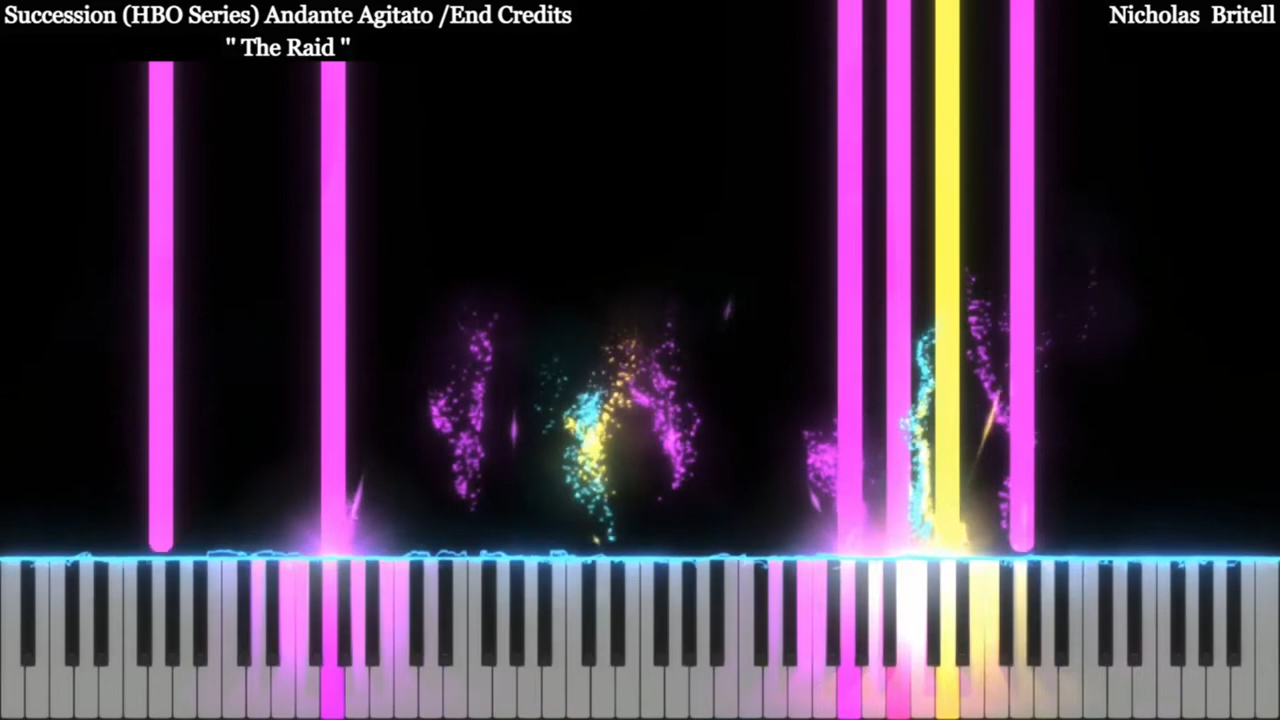 Succession (HBO Series) Andante Agitato /End Credits
" The Raid "
Nicholas Britell